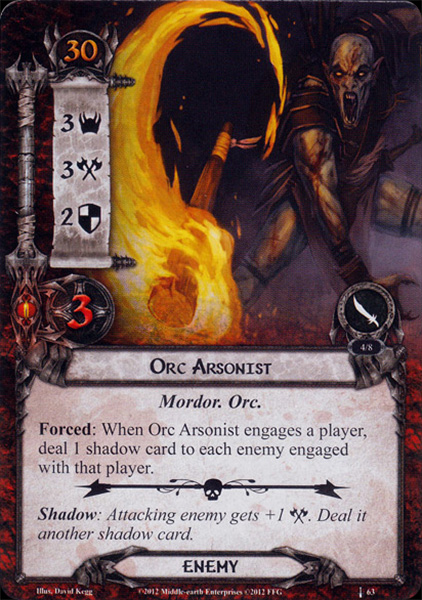 30
3
3
2
3
4/8
Orc Arsonist
Mordor. Orc.
Forced: When Orc Arsonist engages a player,
deal 1 shadow card to each enemy engaged
with that player.
Shadow: Attacking enemy gets +1 . Deal it
another shadow card.
ENEMY
Illus. David Kegg ©2012 Middle-earth Enterprises ©2012 FFG 63